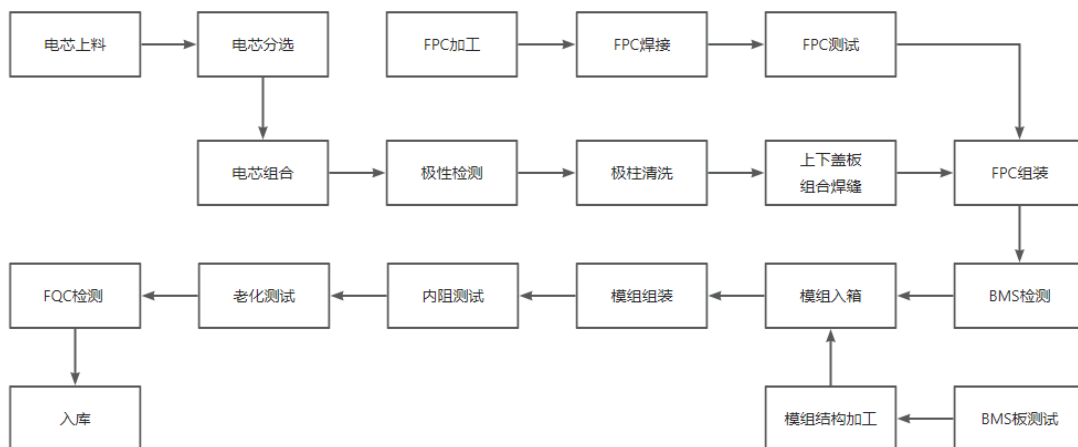 电芯上料
电芯分选
FPC加工
FPC焊接
FPC测试
电芯组合
极性检测
极柱清洗
上下盖板
组合焊缝
FPC组装
FQC检测
老化测试
内阻测试
模组组装
模组入箱
BMS检测
入库
模组结构加工
BMS板测试